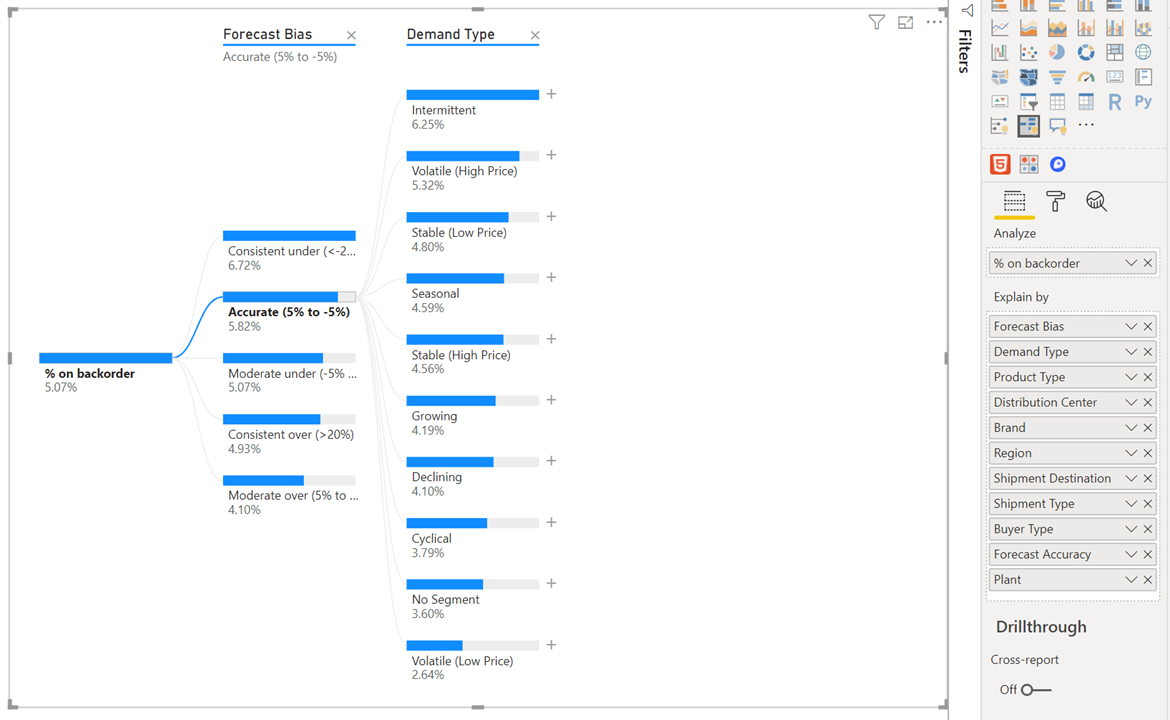 Forecast Bias
Accurate (5% to -5%)
Demand Type
% on backorder
5.07%
Consistent under (<-2...
6.72%
Accurate (5% to -5%)
5.82%
Moderate under (-5% ...
5.07%
Consistent over (>20%)
4.93%
Moderate over (5% to ...
4.10%
Intermittent
6.25%
Volatile (High Price)
5.32%
Stable (Low Price)
4.80%
Seasonal
4.59%
Stable (High Price)
4.56%
Growing
4.19%
Declining
4.10%
Cyclical
3.79%
No Segment
3.60%
Volatile (Low Price)
2.64%
Filters
123
R
Py
5
Analyze
% on backorder
Explain by
Forecast Bias
Demand Type
Product Type
Distribution Center
Brand
Region
Shipment Destination
Shipment Type
Buyer Type
Forecast Accuracy
Plant
Drillthrough
Cross-report
Off